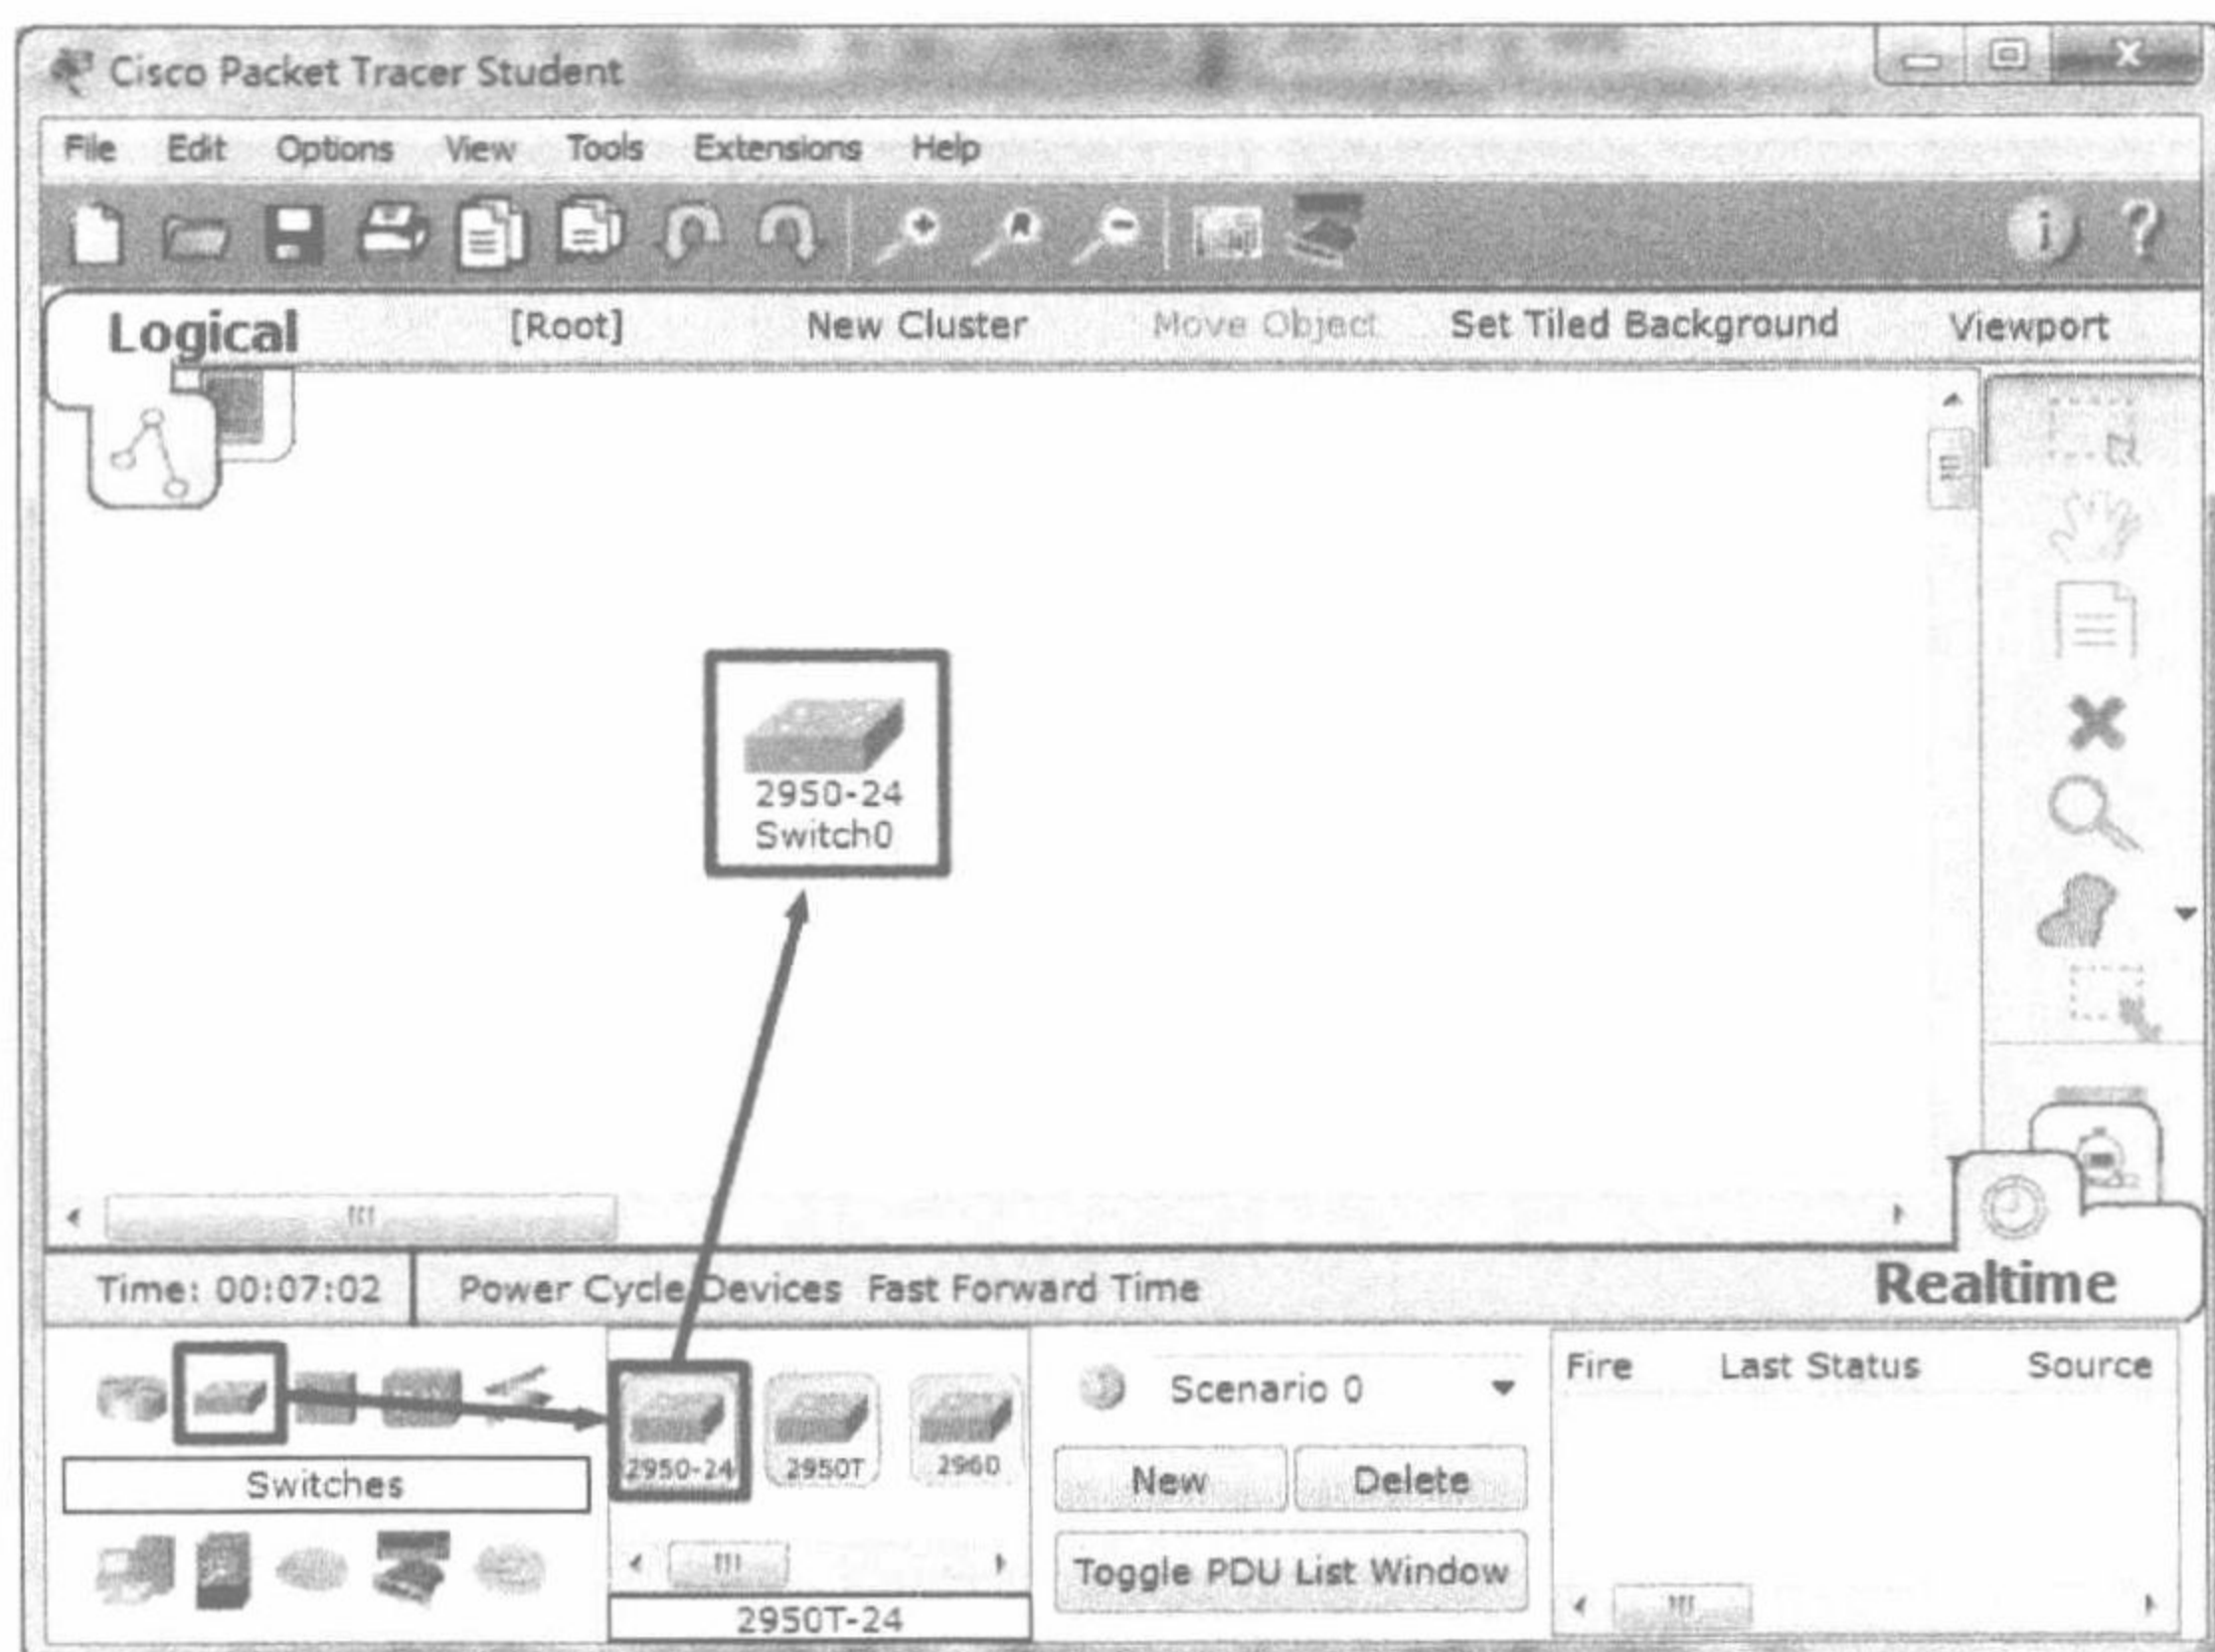 Cisco Packet Tracer Student
File Edit Options View Tools Extensions Help
Logical [Root] New Cluster Move Object Set Tiled Background Viewport
2950-24
Switch0
Time: 00:07:02 Power Cycle Devices Fast Forward Time Realtime
Switches
2950-24 2950T 2960
2950T-24
Scenario 0
New Delete
Toggle PDU List Window
Fire Last Status Source